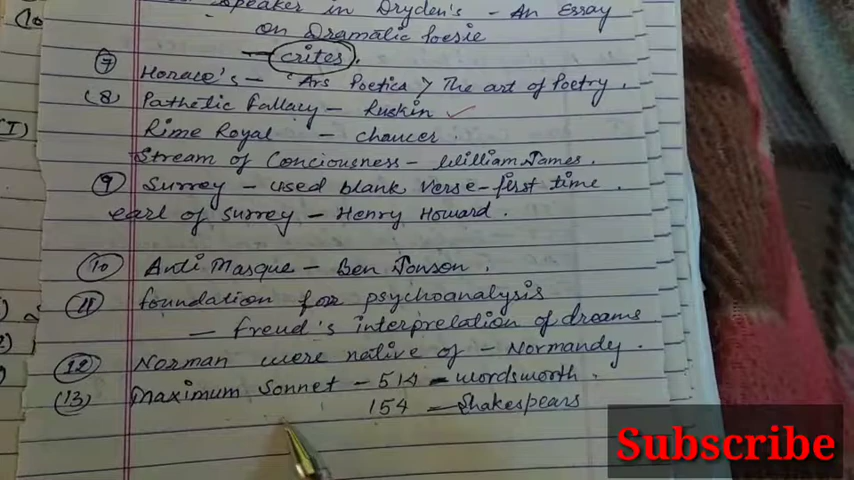 Speaker in Dryden's - An Essay
(10
on Dramatic Poesie
- crites.
(7)
Horace's - 'Ars Poetica > The art of Poetry.
(8) Pathetic fallacy - Ruskin ✓
(I)
Rime Royal - chaucer.
Stream of Conciousness - William James.
(9) Surrey - used blank verse - first time.
earl of Surrey - Henry Howard.
(10) Anti Masque - Ben Jonson.
(11) foundation for psychoanalysis
- freud's interpretation of dreams
(12) Norman were native of - Normandy.
(13) Maximum Sonnet - 514 - wordsworth.
154 - Shakespears
Subscribe